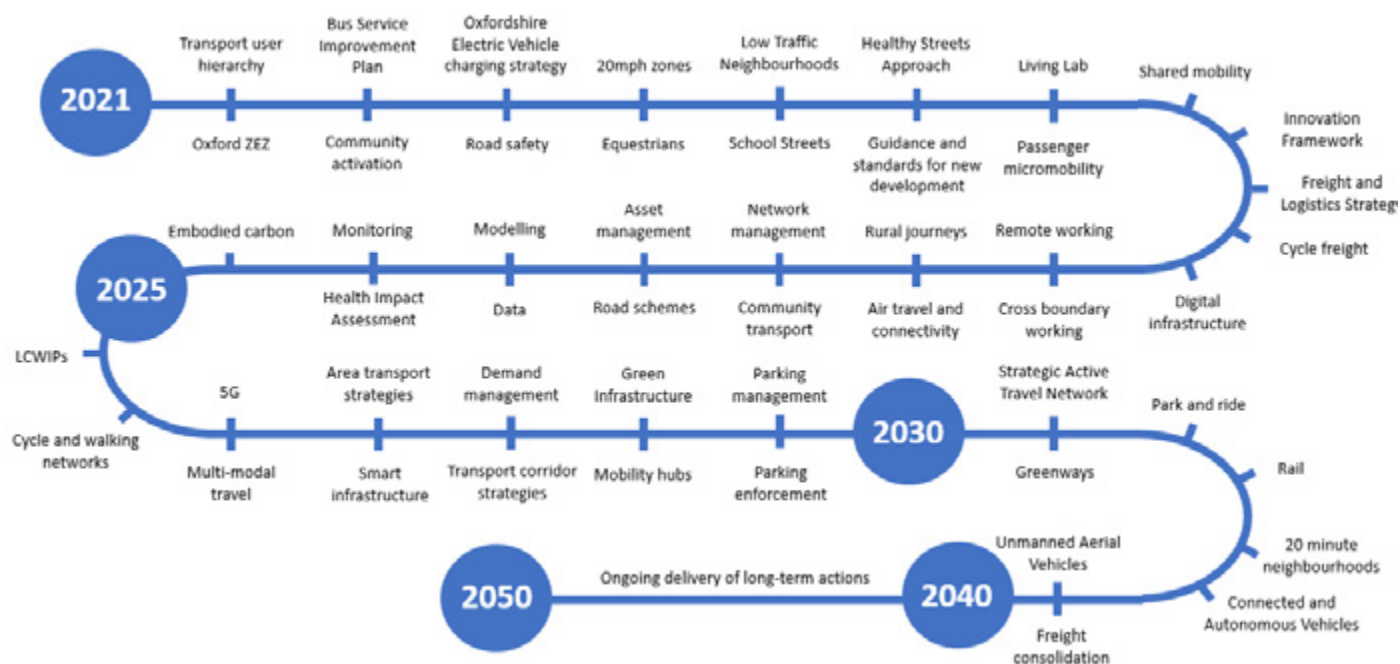 2021
Transport user
hierarchy
Bus Service
Improvement
Plan
Oxfordshire
Electric Vehicle
charging strategy
20mph zones
Low Traffic
Neighbourhoods
Healthy Streets
Approach
Living Lab
Shared mobility
Oxford ZEZ
Community
activation
Road safety
Equestrians
School Streets
Guidance and
standards for new
development
Passenger
micromobility
Innovation
Framework
Freight and
Logistics Strategy
Cycle freight
Digital
infrastructure
Embodied carbon
Monitoring
Modelling
Asset
management
Network
management
Rural journeys
Remote working
2025
Health Impact
Assessment
Data
Road schemes
Community
transport
Air travel and
connectivity
Cross boundary
working
LCWIPs
Cycle and walking
networks
5G
Area transport
strategies
Demand
management
Green
Infrastructure
Parking
management
2030
Strategic Active
Travel Network
Park and ride
Multi-modal
travel
Smart
infrastructure
Transport corridor
strategies
Mobility hubs
Parking
enforcement
Greenways
Rail
20 minute
neighbourhoods
Connected and
Autonomous Vehicles
Unmanned Aerial
Vehicles
Freight
consolidation
2040
Ongoing delivery of long-term actions
2050